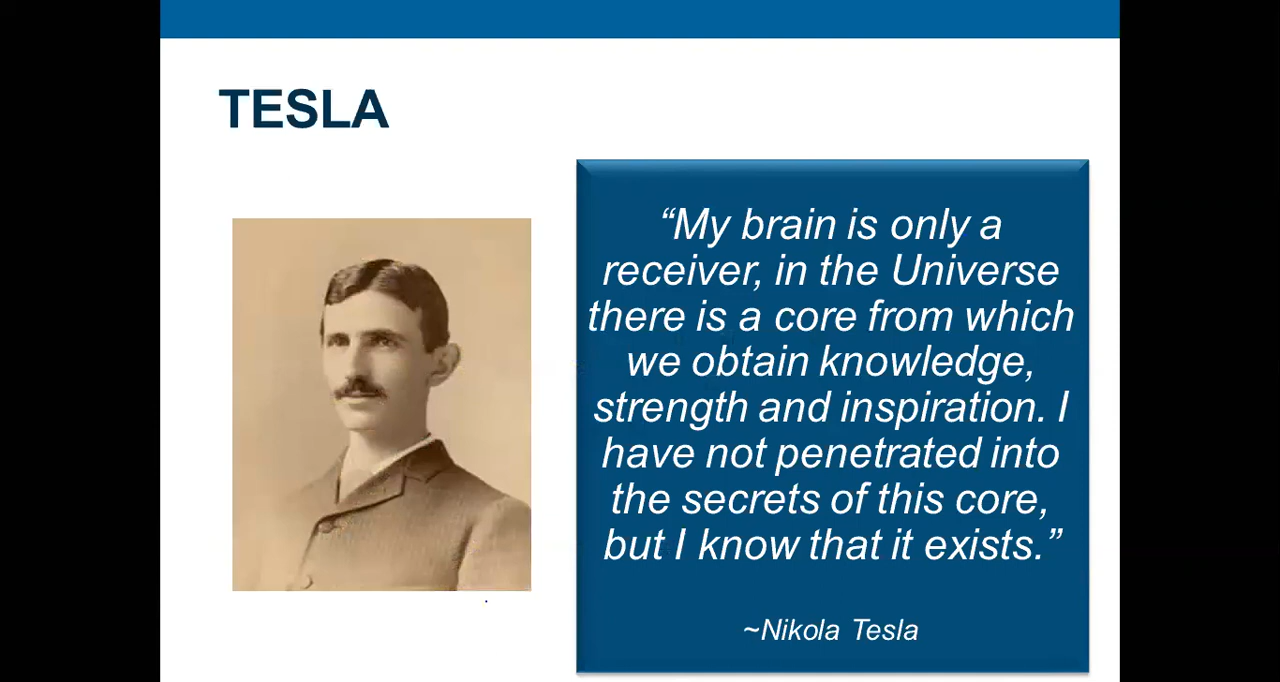 TESLA
“My brain is only a
receiver, in the Universe
there is a core from which
we obtain knowledge,
strength and inspiration. I
have not penetrated into
the secrets of this core,
but I know that it exists.”
~Nikola Tesla